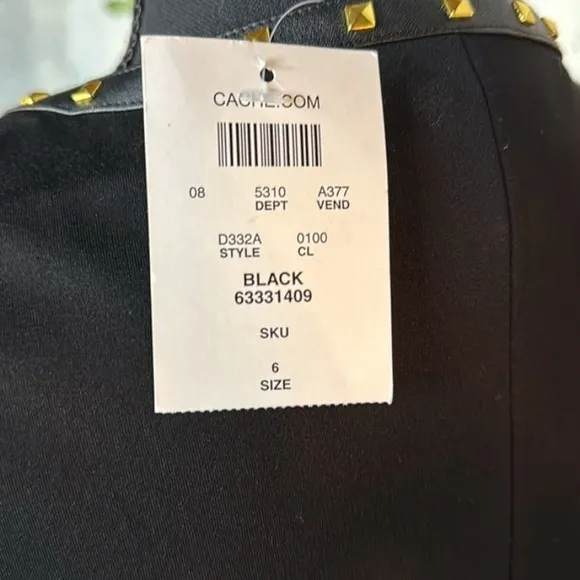 CACHE.COM
08 5310 A377
DEPT VEND
D332A 0100
STYLE CL
BLACK
63331409
SKU
6
SIZE